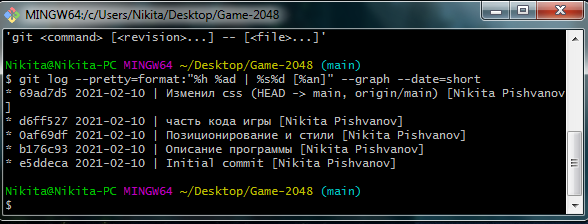 MINGW64:/c/Users/Nikita/Desktop/Game-2048
'git <command> [<revision>...] -- [<file>...]'
Nikita@Nikita-PC MINGW64 ~/Desktop/Game-2048 (main)
$ git log --pretty=format:"%h %ad | %s%d [%an]" --graph --date=short
* 69ad7d5 2021-02-10 | Изменил css (HEAD -> main, origin/main) [Nikita Pishvanov
]
* d6ff527 2021-02-10 | часть кода игры [Nikita Pishvanov]
* 0af69df 2021-02-10 | Позиционирование и стили [Nikita Pishvanov]
* b176c93 2021-02-10 | Описание программы [Nikita Pishvanov]
* e5ddeca 2021-02-10 | Initial commit [Nikita Pishvanov]
Nikita@Nikita-PC MINGW64 ~/Desktop/Game-2048 (main)
$